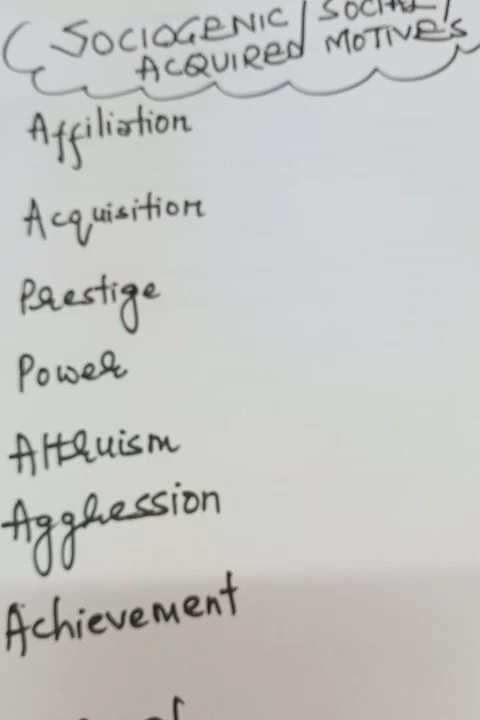 SOCIOGENIC / SOCIAL /
ACQUIRED MOTIVES
Affiliation
Acquisition
Prestige
Power
Altruism
Aggression
Achievement